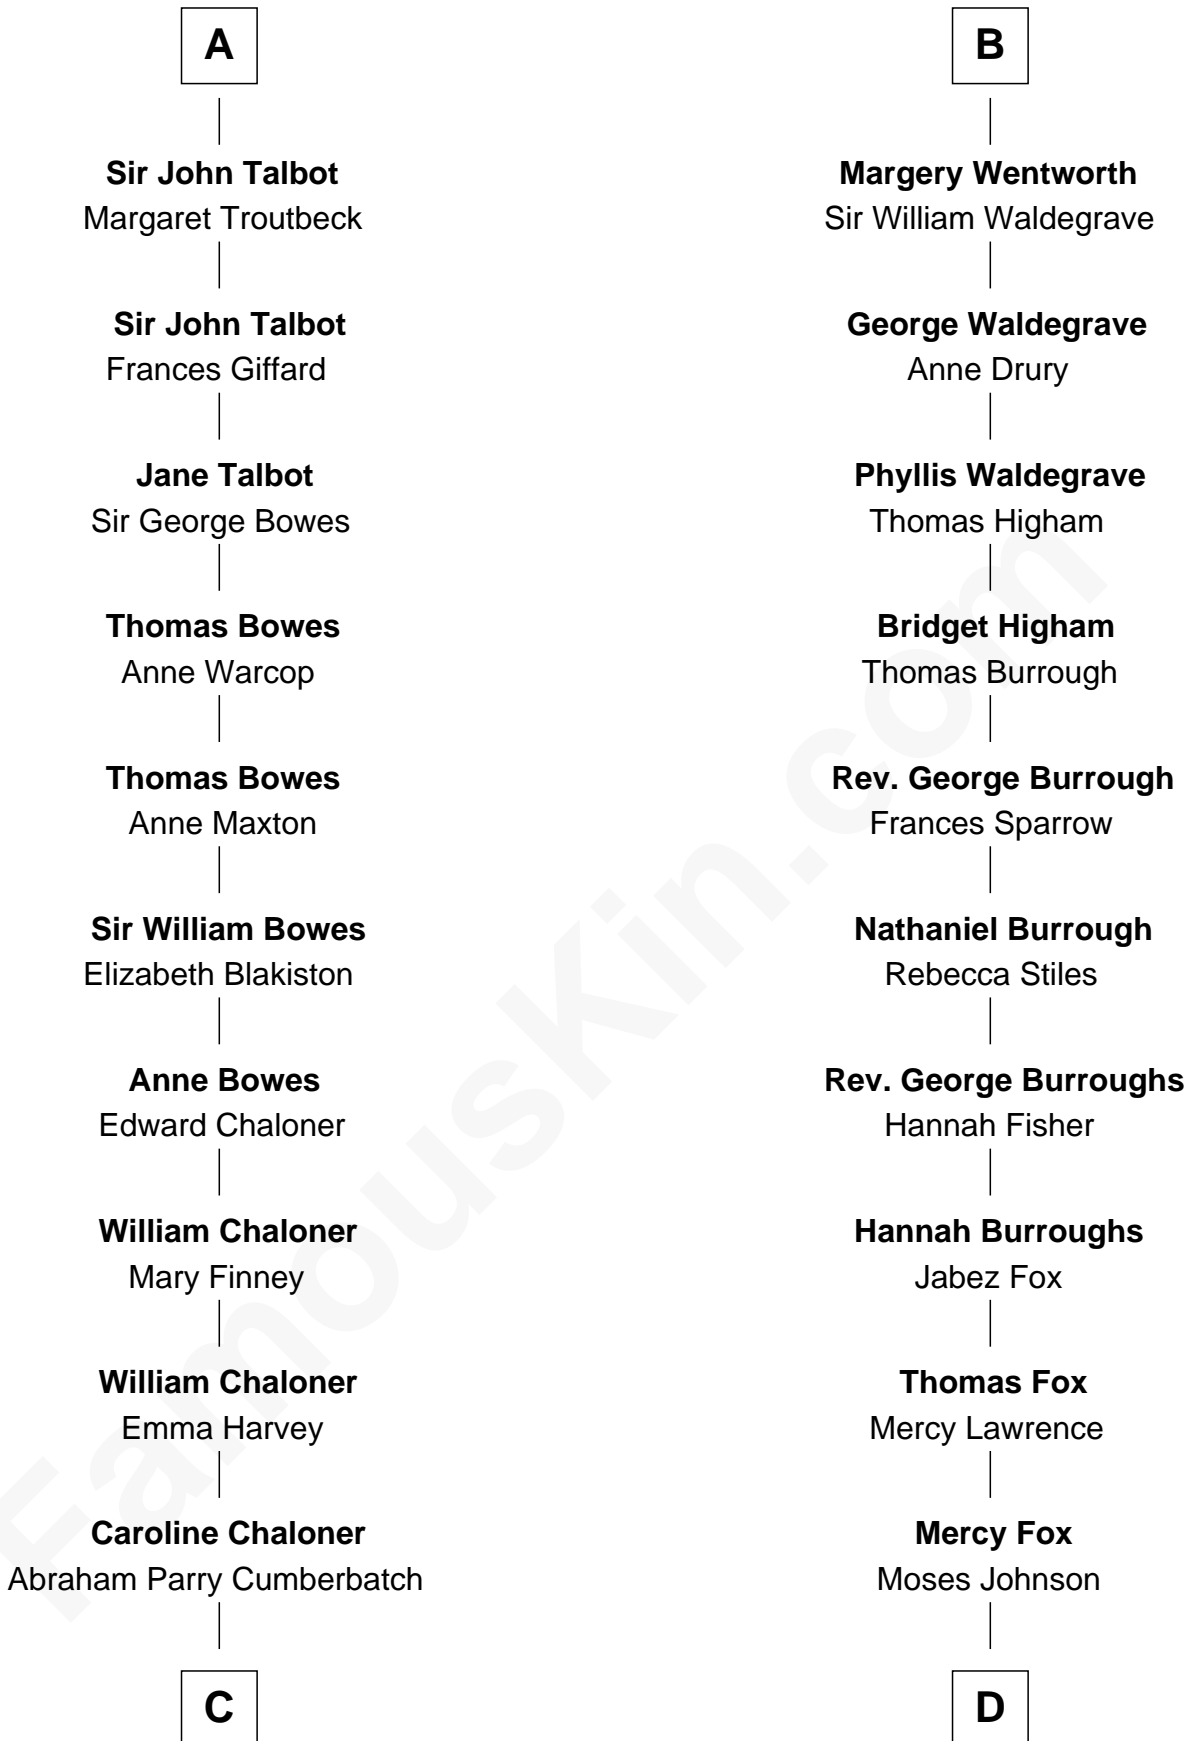 A
Sir John Talbot
Margaret Troutbeck
Sir John Talbot
Frances Giffard
Jane Talbot
Sir George Bowes
Thomas Bowes
Anne Warcop
Thomas Bowes
Anne Maxton
Sir William Bowes
Elizabeth Blakiston
Anne Bowes
Edward Chaloner
William Chaloner
Mary Finney
William Chaloner
Emma Harvey
Caroline Chaloner
Abraham Parry Cumberbatch
C
B
Margery Wentworth
Sir William Waldegrave
George Waldegrave
Anne Drury
Phyllis Waldegrave
Thomas Higham
Bridget Higham
Thomas Burrough
Rev. George Burrough
Frances Sparrow
Nathaniel Burrough
Rebecca Stiles
Rev. George Burroughs
Hannah Fisher
Hannah Burroughs
Jabez Fox
Thomas Fox
Mercy Lawrence
Mercy Fox
Moses Johnson
D
FamousKin.com